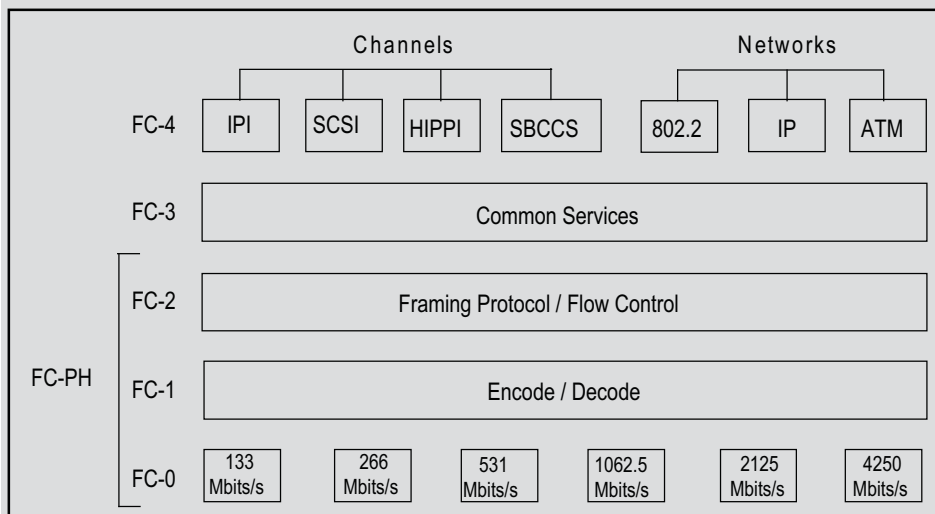 Channels Networks
FC-4 IPI SCSI HIPPI SBCCS 802.2 IP ATM
FC-3 Common Services
FC-2 Framing Protocol / Flow Control
FC-PH FC-1 Encode / Decode
133 266 531 1062.5 2125 4250
FC-0 Mbits/s Mbits/s Mbits/s Mbits/s Mbits/s Mbits/s